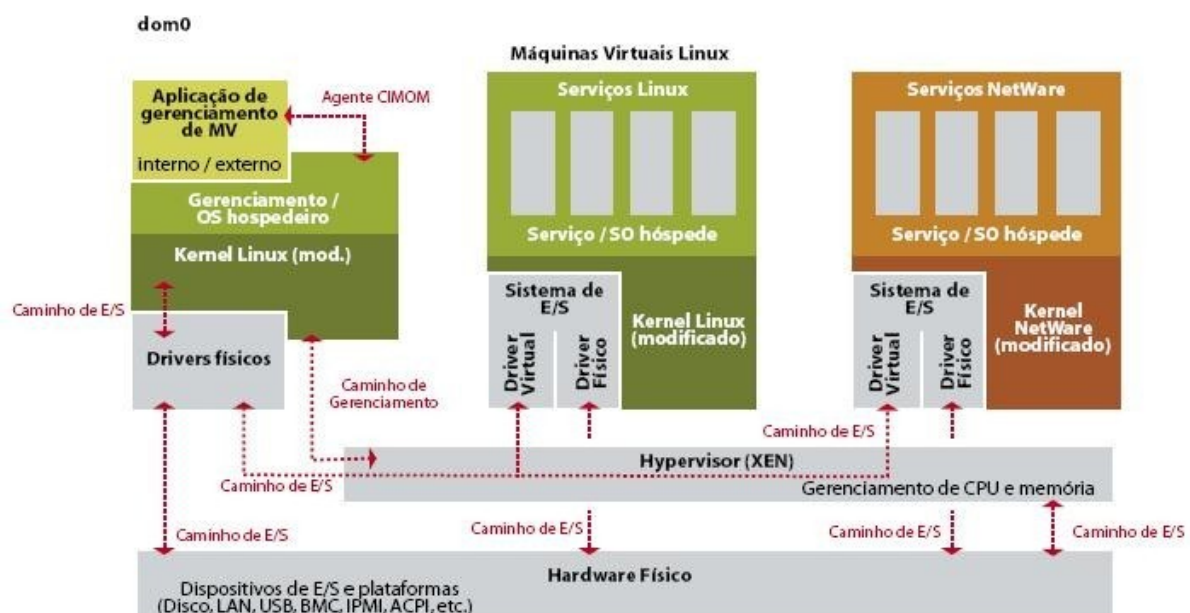 dom0
Máquinas Virtuais Linux
Aplicação de
gerenciamento
de MV
interno / externo
Agente CIMOM
Gerenciamento /
OS hospedeiro
Kernel Linux (mod.)
Caminho de E/S
Drivers físicos
Caminho de
Gerenciamento
Serviços Linux
Serviço / SO hóspede
Sistema de
E/S
Driver
Virtual
Driver
Físico
Kernel Linux
(modificado)
Serviços NetWare
Serviço / SO hóspede
Sistema de
E/S
Driver
Virtual
Driver
Físico
Kernel
NetWare
(modificado)
Caminho de E/S
Hypervisor (XEN)
Caminho de E/S
Gerenciamento de CPU e memória
Caminho de E/S
Caminho de E/S
Caminho de E/S
Caminho de E/S
Hardware Físico
Dispositivos de E/S e plataformas
(Disco, LAN, USB, BMC, IPMI, ACPI, etc.)